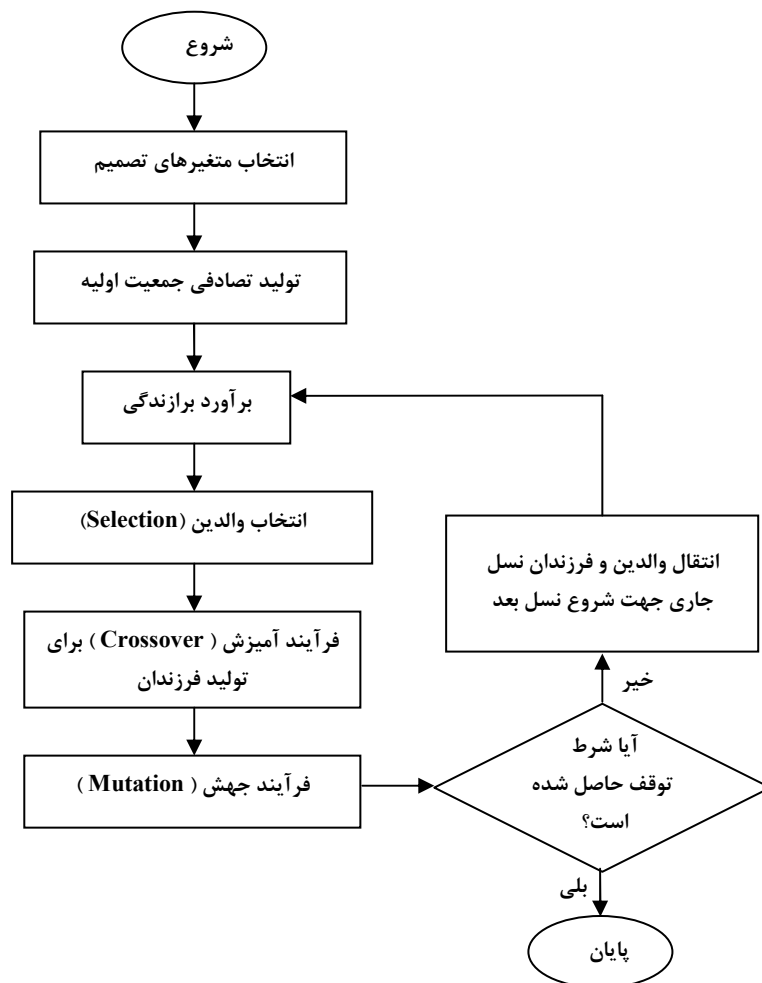 شروع
انتخاب متغیرهای تصمیم
تولید تصادفی جمعیت اولیه
برآورد برازندگی
انتخاب والدین (Selection)
فرآیند آمیزش ( Crossover ) برای
تولید فرزندان
فرآیند جهش ( Mutation )
انتقال والدین و فرزندان نسل
جاری جهت شروع نسل بعد
خیر
آیا شرط
توقف حاصل شده
است؟
بلی
پایان